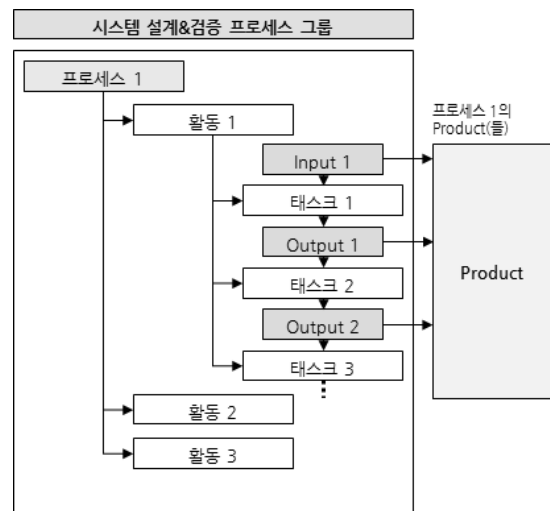 시스템 설계&검증 프로세스 그룹
프로세스 1
활동 1
프로세스 1의
Product(들)
Input 1
태스크 1
Output 1
태스크 2
Product
Output 2
태스크 3
활동 2
활동 3